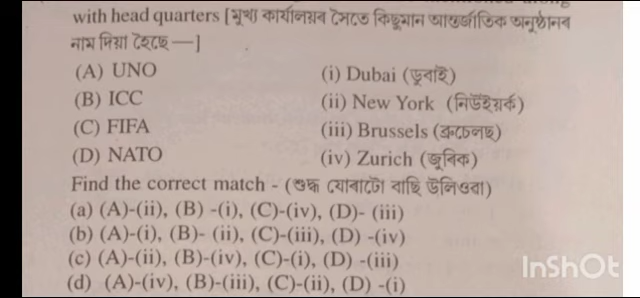 with head quarters [মুখ্য কাৰ্যালয়ৰ সৈতে কিছুমান আন্তৰ্জাতিক অনুষ্ঠানৰ
নাম দিয়া হৈছে —]
(A) UNO (i) Dubai (ডুবাই)
(B) ICC (ii) New York (নিউইয়ৰ্ক)
(C) FIFA (iii) Brussels (ব্ৰুচেলছ)
(D) NATO (iv) Zurich (জুৰিক)
Find the correct match - (শুদ্ধ যোৰাটো বাছি উলিওৱা)
(a) (A)-(ii), (B) -(i), (C)-(iv), (D)- (iii)
(b) (A)-(i), (B)- (ii), (C)-(iii), (D) -(iv)
(c) (A)-(ii), (B)-(iv), (C)-(i), (D) -(iii)
(d) (A)-(iv), (B)-(iii), (C)-(ii), (D) -(i)
InShOt